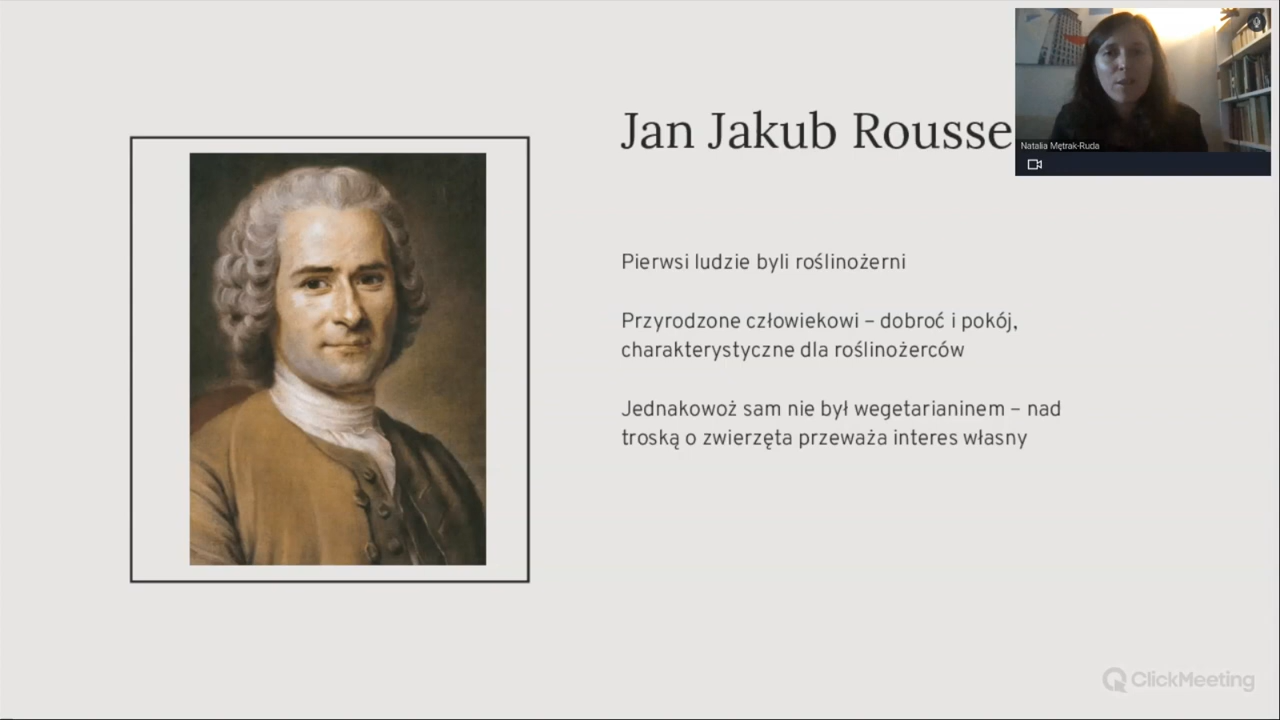 Jan Jakub Rousse
Natalia Mętrak-Ruda
Pierwsi ludzie byli roślinożerni
Przyrodzone człowiekowi – dobroć i pokój,
charakterystyczne dla roślinożerców
Jednakowoż sam nie był wegetarianinem – nad
troską o zwierzęta przeważa interes własny
ClickMeeting